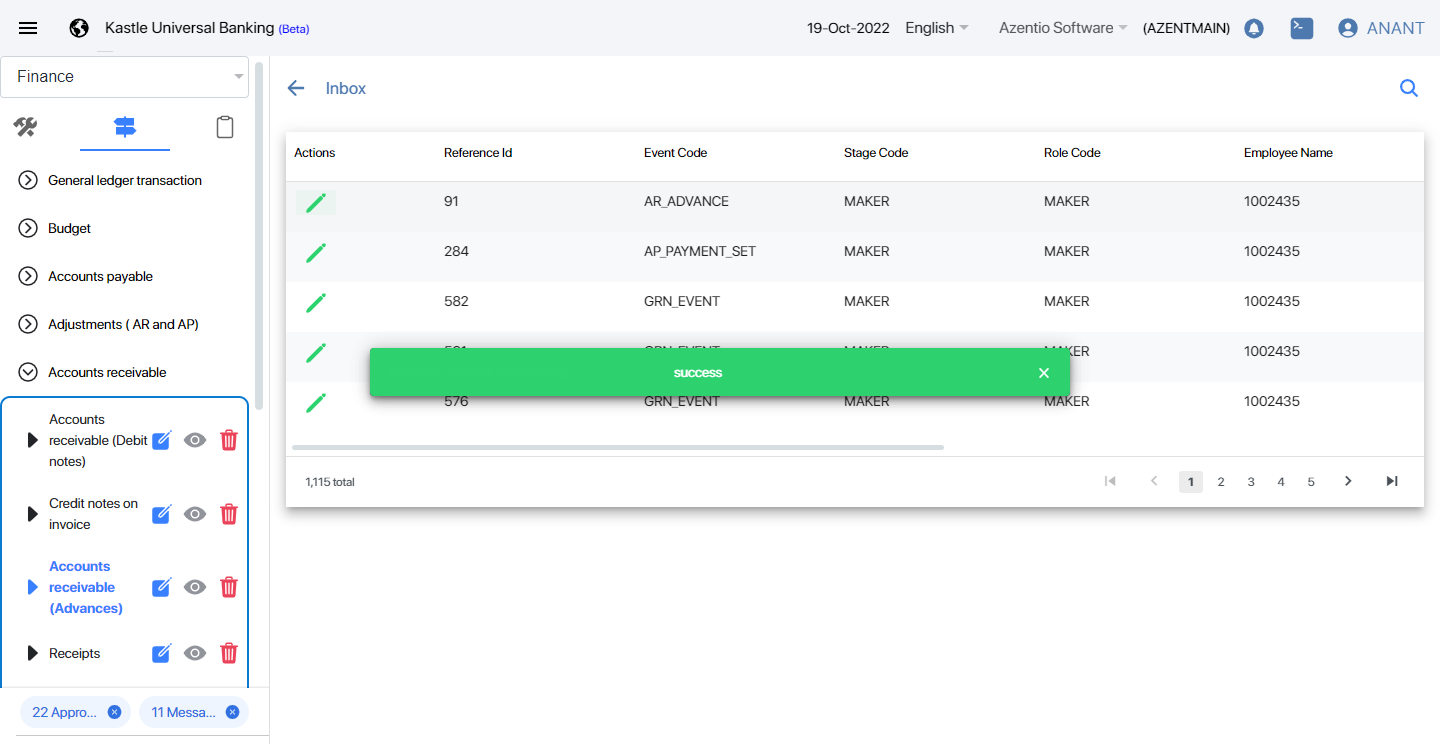 Kastle Universal Banking (Beta)
19-Oct-2022 English Azentio Software (AZENTMAIN) ANANT
Finance
General ledger transaction
Budget
Accounts payable
Adjustments ( AR and AP)
Accounts receivable
Accounts
receivable (Debit
notes)
Credit notes on
invoice
Accounts
receivable
(Advances)
Receipts
22 Appro... 11 Messa...
Inbox
Actions Reference Id Event Code Stage Code Role Code Employee Name
91 AR_ADVANCE MAKER MAKER 1002435
284 AP_PAYMENT_SET MAKER MAKER 1002435
582 GRN_EVENT MAKER MAKER 1002435
GRN_EVENT MAKER MAKER 1002435
success
576 GRN_EVENT MAKER MAKER 1002435
1,115 total
1 2 3 4 5